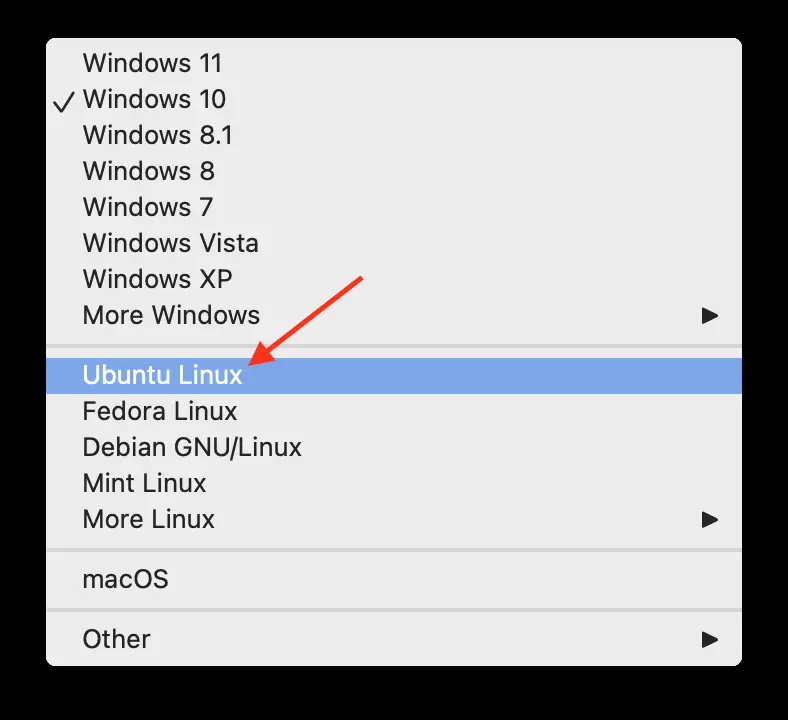 Windows 11
Windows 10
Windows 8.1
Windows 8
Windows 7
Windows Vista
Windows XP
More Windows
Ubuntu Linux
Fedora Linux
Debian GNU/Linux
Mint Linux
More Linux
macOS
Other